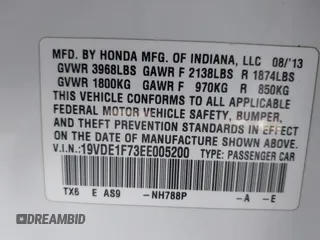 MFD. BY HONDA MFG. OF INDIANA, LLC 08/'13
GVWR 3968LBS GAWR F 2138LBS R 1874LBS
GVWR 1800KG GAWR F 970KG R 850KG
THIS VEHICLE CONFORMS TO ALL APPLICABLE
FEDERAL MOTOR VEHICLE SAFETY, BUMPER,
AND THEFT PREVENTION STANDARDS IN EFFECT
ON THE DATE OF MANUFACTURE SHOWN ABOVE.
V.I.N.: 19VDE1F73EE005200 TYPE: PASSENGER CAR
TX6 E AS9 -NH788P -A -E
© DREAMBID